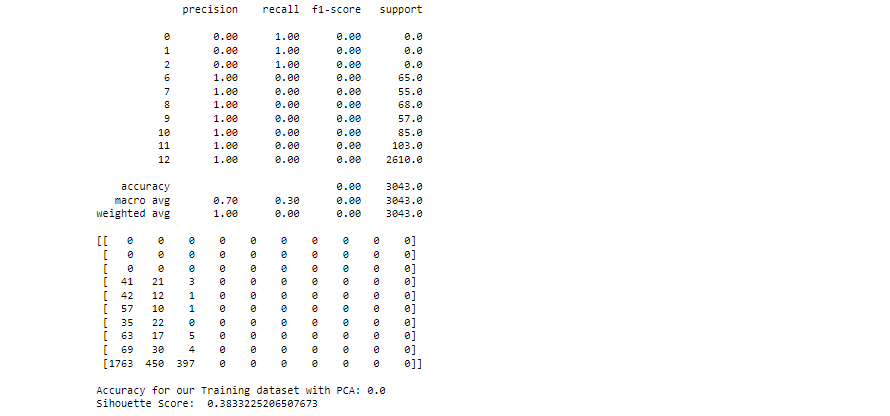 precision recall f1-score support
0 0.00 1.00 0.00 0.0
1 0.00 1.00 0.00 0.0
2 0.00 1.00 0.00 0.0
6 1.00 0.00 0.00 65.0
7 1.00 0.00 0.00 55.0
8 1.00 0.00 0.00 68.0
9 1.00 0.00 0.00 57.0
10 1.00 0.00 0.00 85.0
11 1.00 0.00 0.00 103.0
12 1.00 0.00 0.00 2610.0
accuracy 0.00 3043.0
macro avg 0.70 0.30 0.00 3043.0
weighted avg 1.00 0.00 0.00 3043.0
[[ 0 0 0 0 0 0 0 0 0 0]
[ 0 0 0 0 0 0 0 0 0 0]
[ 0 0 0 0 0 0 0 0 0 0]
[ 41 21 3 0 0 0 0 0 0 0]
[ 42 12 1 0 0 0 0 0 0 0]
[ 57 10 1 0 0 0 0 0 0 0]
[ 35 22 0 0 0 0 0 0 0 0]
[ 63 17 5 0 0 0 0 0 0 0]
[ 69 30 4 0 0 0 0 0 0 0]
[1763 450 397 0 0 0 0 0 0 0]]
Accuracy for our Training dataset with PCA: 0.0
Sihouette Score: 0.3833225206507673